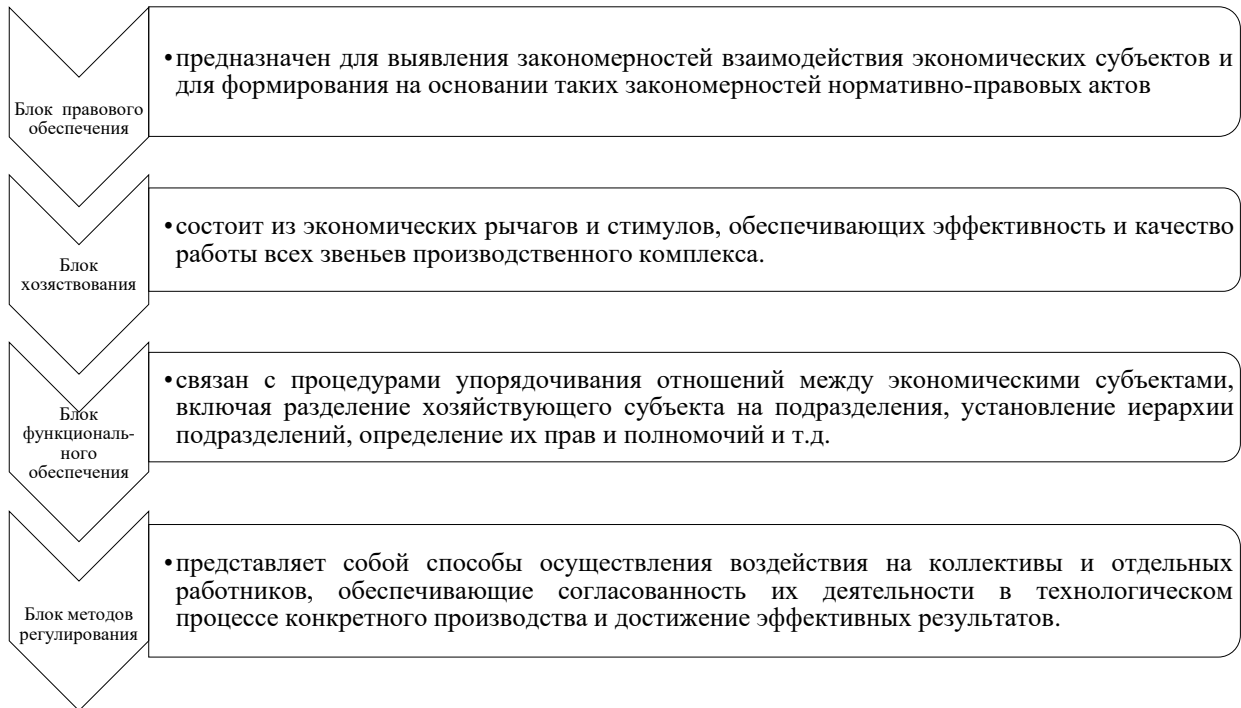 Блок правового
обеспечения
•предназначен для выявления закономерностей взаимодействия экономических субъектов и
для формирования на основании таких закономерностей нормативно-правовых актов
Блок
хозяствования
•состоит из экономических рычагов и стимулов, обеспечивающих эффективность и качество
работы всех звеньев производственного комплекса.
Блок
функциональ-
ного
обеспечения
•связан с процедурами упорядочивания отношений между экономическими субъектами,
включая разделение хозяйствующего субъекта на подразделения, установление иерархии
подразделений, определение их прав и полномочий и т.д.
Блок методов
регулирования
•представляет собой способы осуществления воздействия на коллективы и отдельных
работников, обеспечивающие согласованность их деятельности в технологическом
процессе конкретного производства и достижение эффективных результатов.